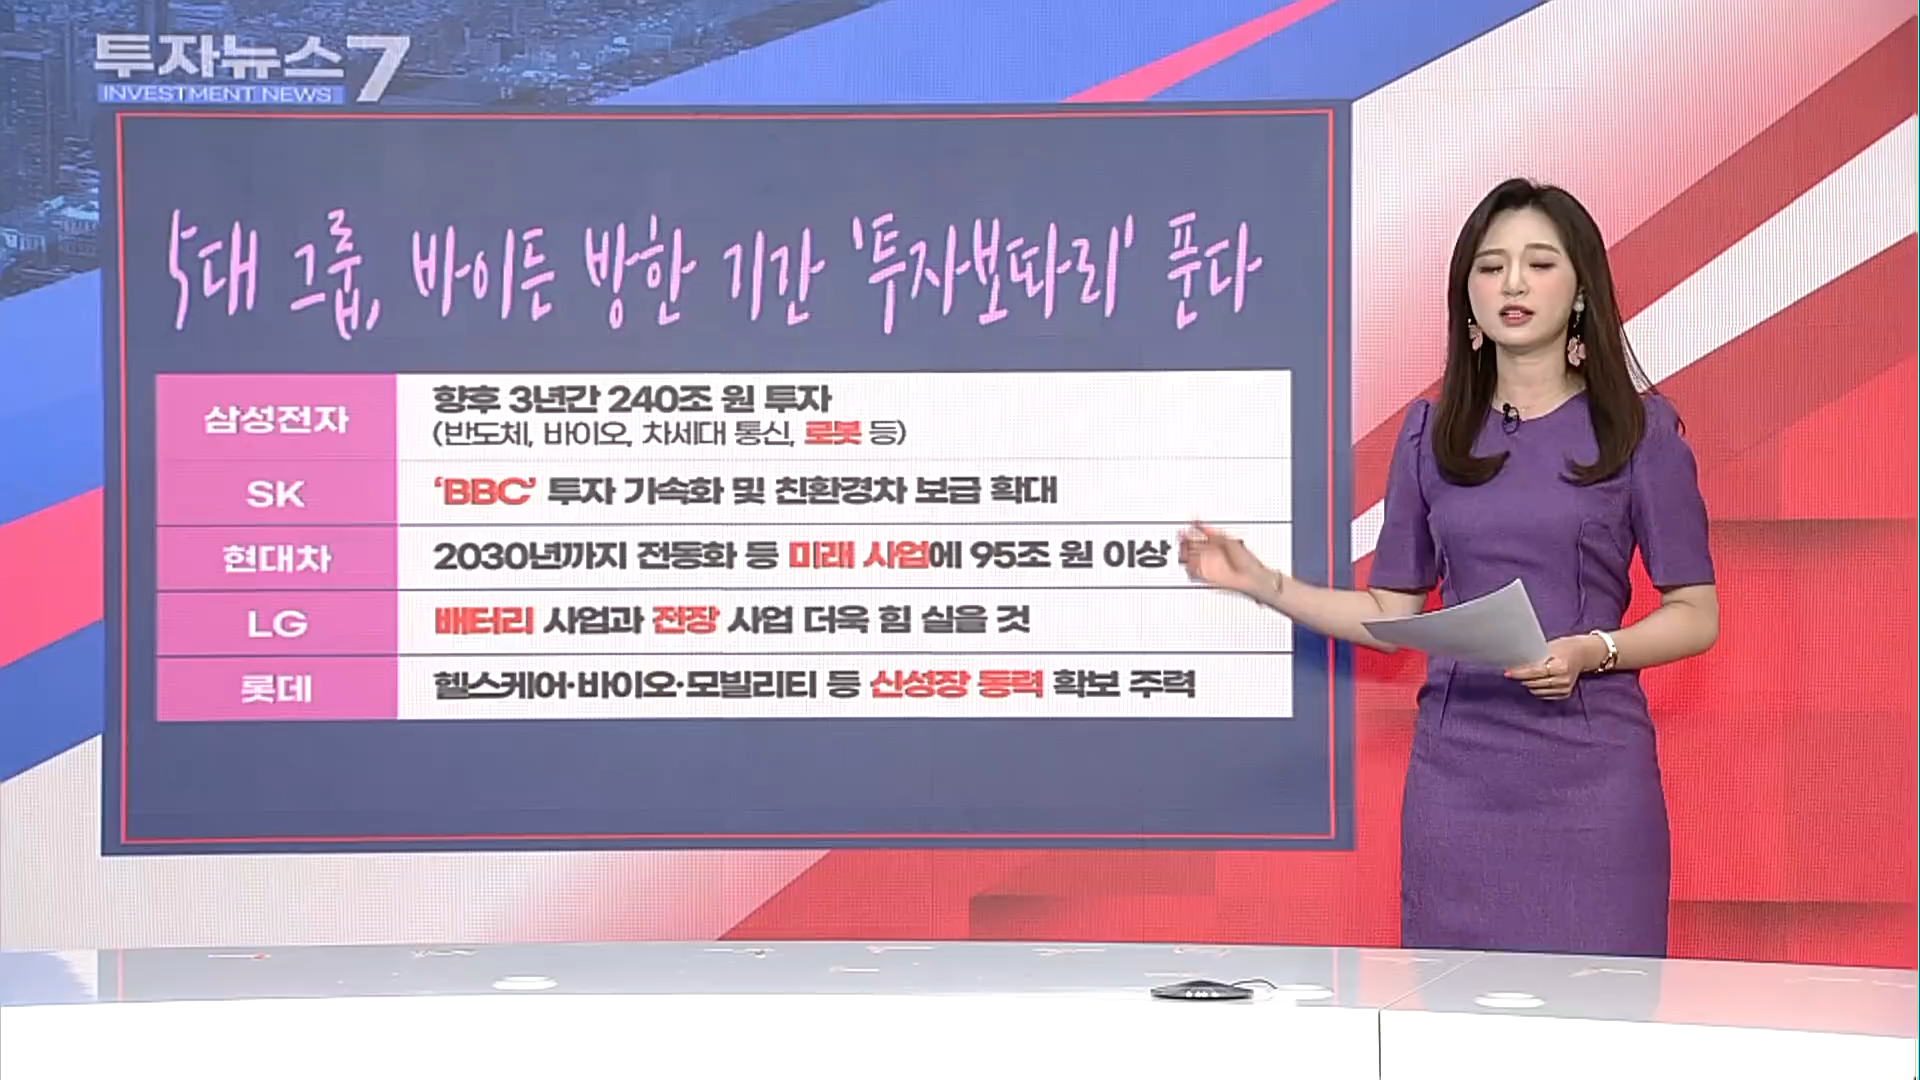 투자뉴스7
INVESTMENT NEWS
5대 그룹, 바이든 방한 기간 '투자보따리' 푼다
삼성전자
향후 3년간 240조 원 투자
(반도체, 바이오, 차세대 통신, 로봇 등)
SK
‘BBC’ 투자 가속화 및 친환경차 보급 확대
현대차
2030년까지 전동화 등 미래 사업에 95조 원 이상
LG
배터리 사업과 전장 사업 더욱 힘 실을 것
롯데
헬스케어·바이오·모빌리티 등 신성장 동력 확보 주력